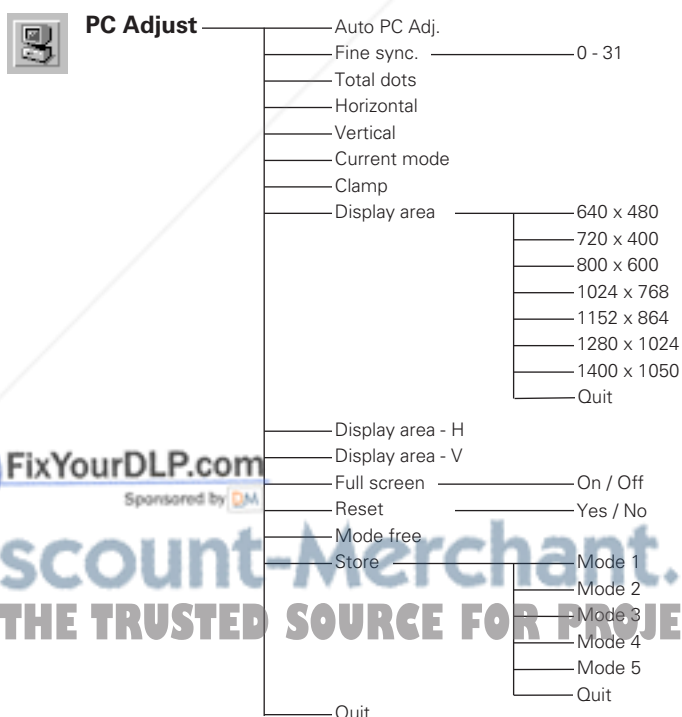 PC Adjust
Auto PC Adj.
Fine sync. 0 - 31
Total dots
Horizontal
Vertical
Current mode
Clamp
Display area 640 x 480
720 x 400
800 x 600
1024 x 768
1152 x 864
1280 x 1024
1400 x 1050
Quit
Display area - H
Display area - V
FixYourDLP.com
Full screen On / Off
Sponsored by DM
Reset Yes / No
Mode free
scount-Merchant.
Store Mode 1
Mode 2
THE TRUSTED SOURCE FOR PROJE
Mode 3
Mode 4
Mode 5
Quit
Quit